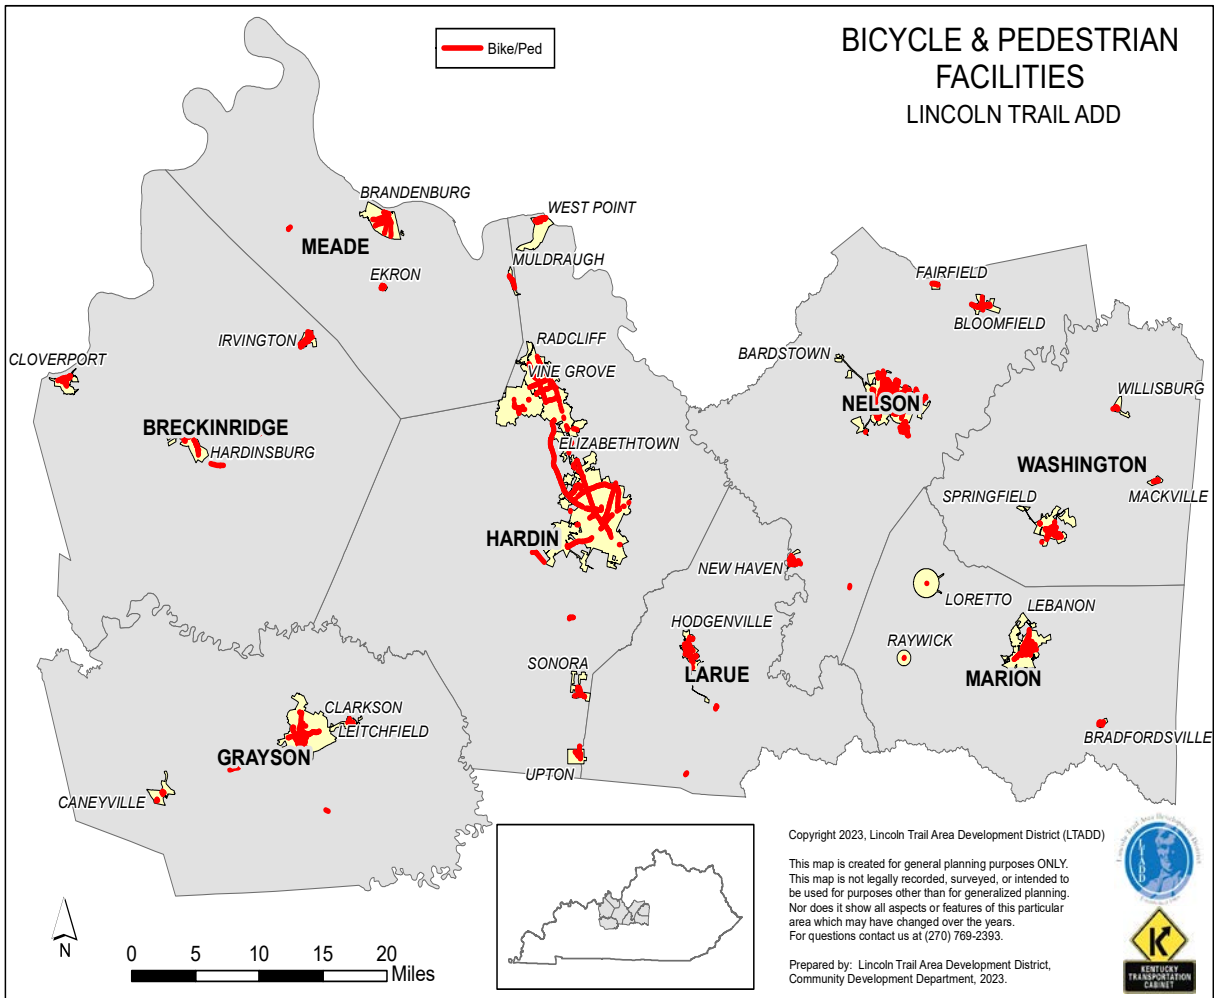 BICYCLE & PEDESTRIAN
FACILITIES
LINCOLN TRAIL ADD
Bike/Ped
BRANDENBURG
WEST POINT
MEADE
MULDRAUGH
EKRON
FAIRFIELD
BLOOMFIELD
IRVINGTON
RADCLIFF
CLOVERPORT
BARDSTOWN
VINE GROVE
WILLISBURG
NELSON
BRECKINRIDGE
HARDINSBURG
ELIZABETHTOWN
WASHINGTON
SPRINGFIELD
MACKVILLE
HARDIN
NEW HAVEN
LORETTO
LEBANON
HODGENVILLE
RAYWICK
SONORA
LARUE
MARION
CLARKSON
LEITCHFIELD
BRADFORDSVILLE
GRAYSON
UPTON
CANEYVILLE
N
0 5 10 15 20
Miles
Copyright 2023, Lincoln Trail Area Development District (LTADD)
This map is created for general planning purposes ONLY.
This map is not legally recorded, surveyed, or intended to
be used for purposes other than for generalized planning.
Nor does it show all aspects or features of this particular
area which may have changed over the years.
For questions contact us at (270) 769-2393.
Prepared by: Lincoln Trail Area Development District,
Community Development Department, 2023.
Lincoln Trail Area Development District
LTADD
K
KENTUCKY
TRANSPORTATION
CABINET